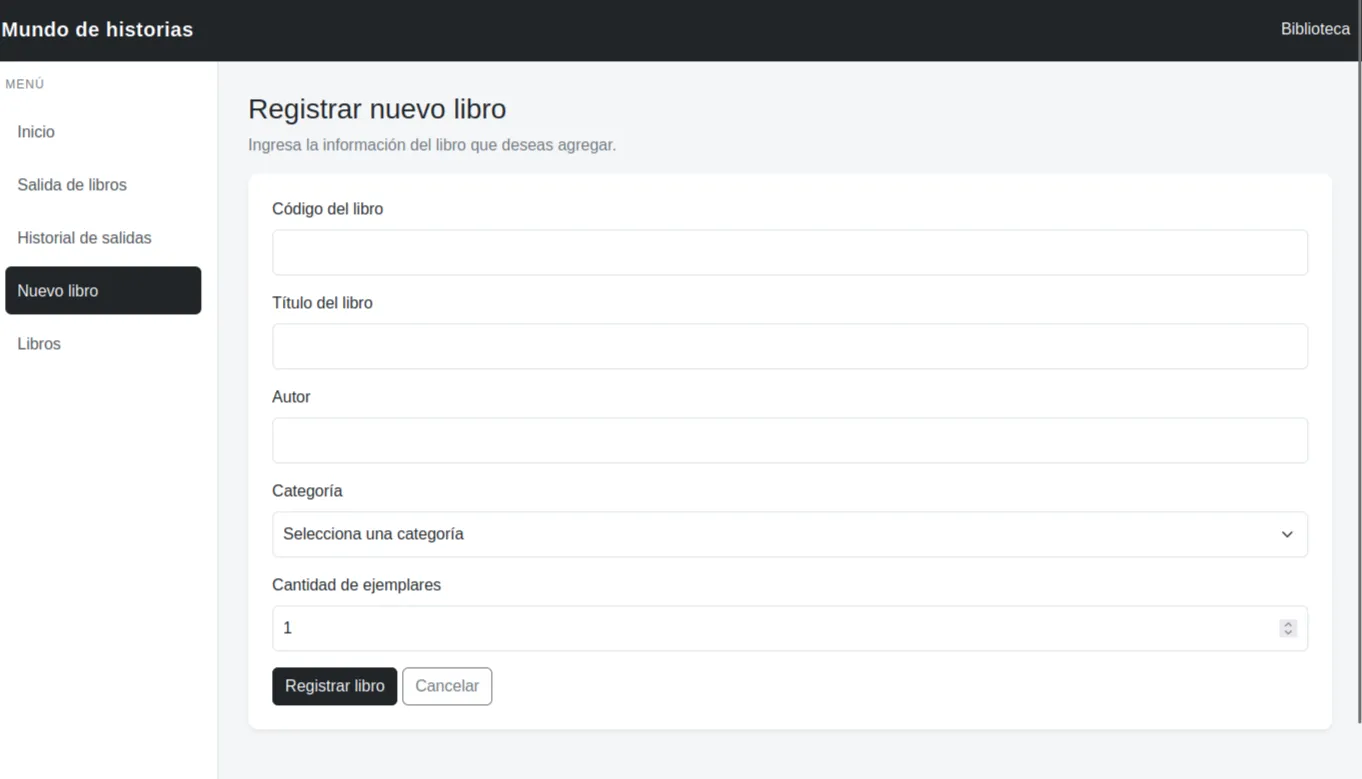 Mundo de historias
Biblioteca
MENÚ
Inicio
Salida de libros
Historial de salidas
Nuevo libro
Libros
Registrar nuevo libro
Ingresa la información del libro que deseas agregar.
Código del libro
Título del libro
Autor
Categoría
Selecciona una categoría
Cantidad de ejemplares
1
Registrar libro
Cancelar